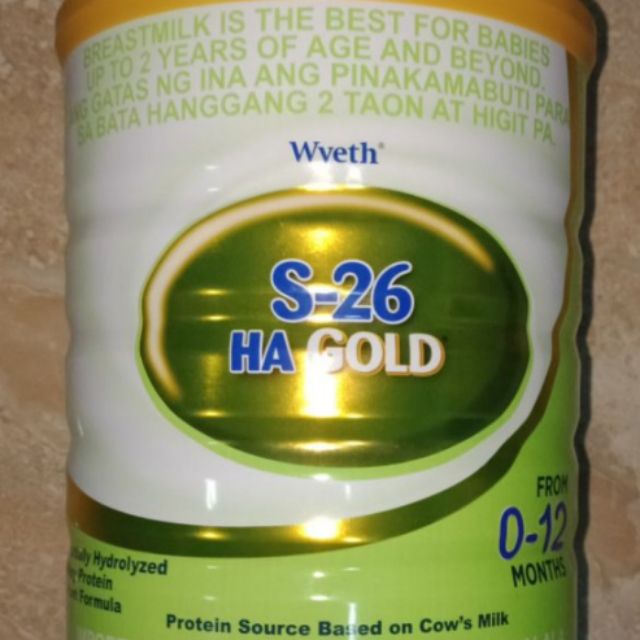 BREASTMILK IS THE BEST FOR BABIES
UP TO 2 YEARS OF AGE AND BEYOND.
GATAS NG INA ANG PINAKAMABUTI PARA
SA BATA HANGGANG 2 TAON AT HIGIT PA.
Wyeth®
S-26
HA GOLD
FROM
0-12
MONTHS
Hydrolyzed
Protein
Formula
Protein Source Based on Cow's Milk